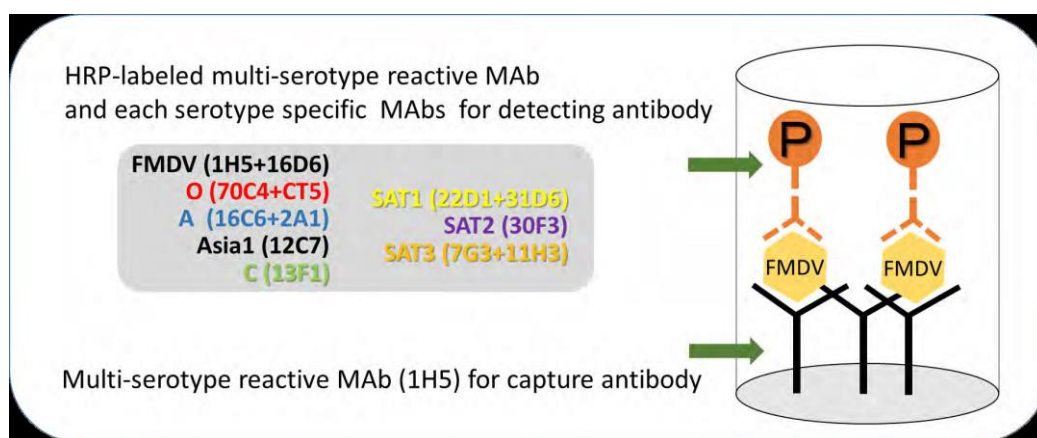 HRP-labeled multi-serotype reactive MAb
and each serotype specific MAbs for detecting antibody
FMDV (1H5+16D6)
O (70C4+CT5)
A (16C6+2A1)
Asia1 (12C7)
C (13F1)
SAT1 (22D1+31D6)
SAT2 (30F3)
SAT3 (7G3+11H3)
P
P
FMDV
FMDV
Multi-serotype reactive MAb (1H5) for capture antibody